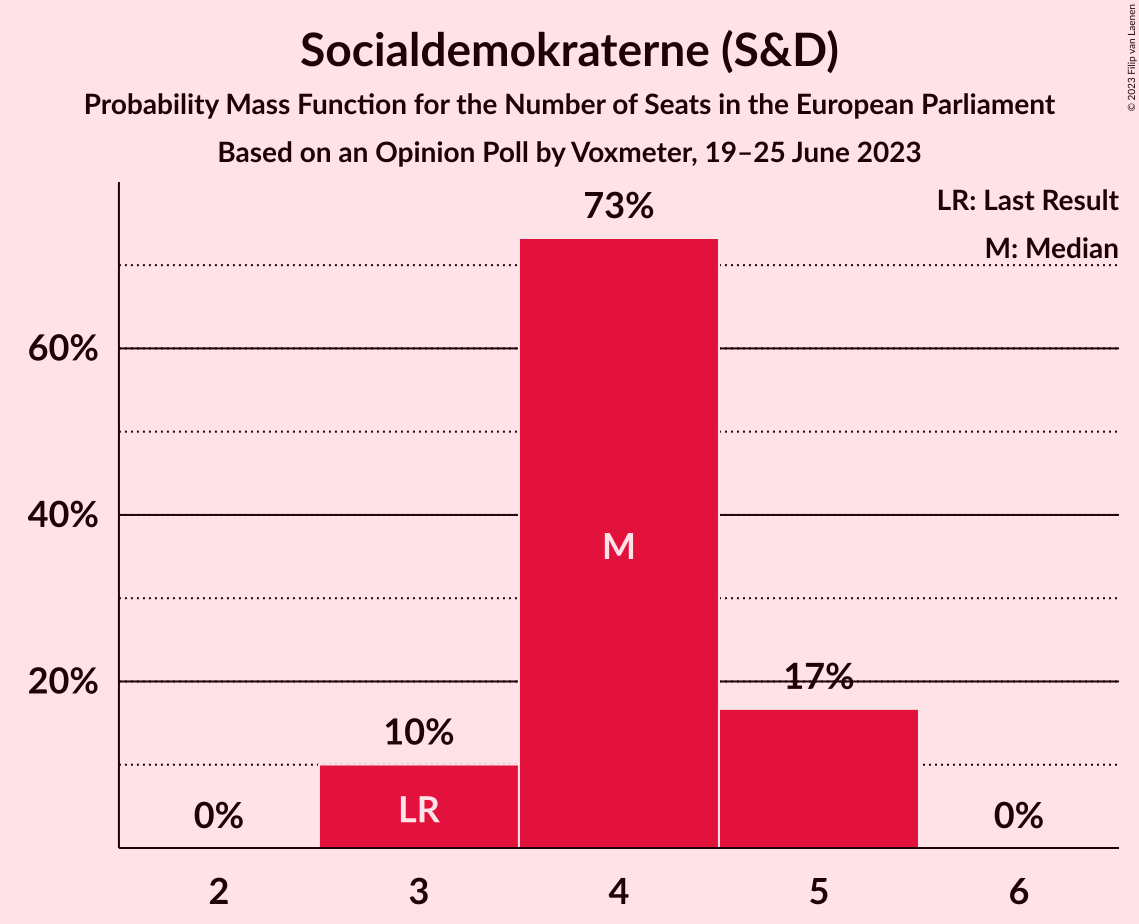 Socialdemokraterne (S&D)
Probability Mass Function for the Number of Seats in the European Parliament
Based on an Opinion Poll by Voxmeter, 19–25 June 2023
© 2023 Filip van Laenen
LR: Last Result
M: Median
73%
60%
40%
M
20%
17%
10%
LR
0%
0%
2 3 4 5 6